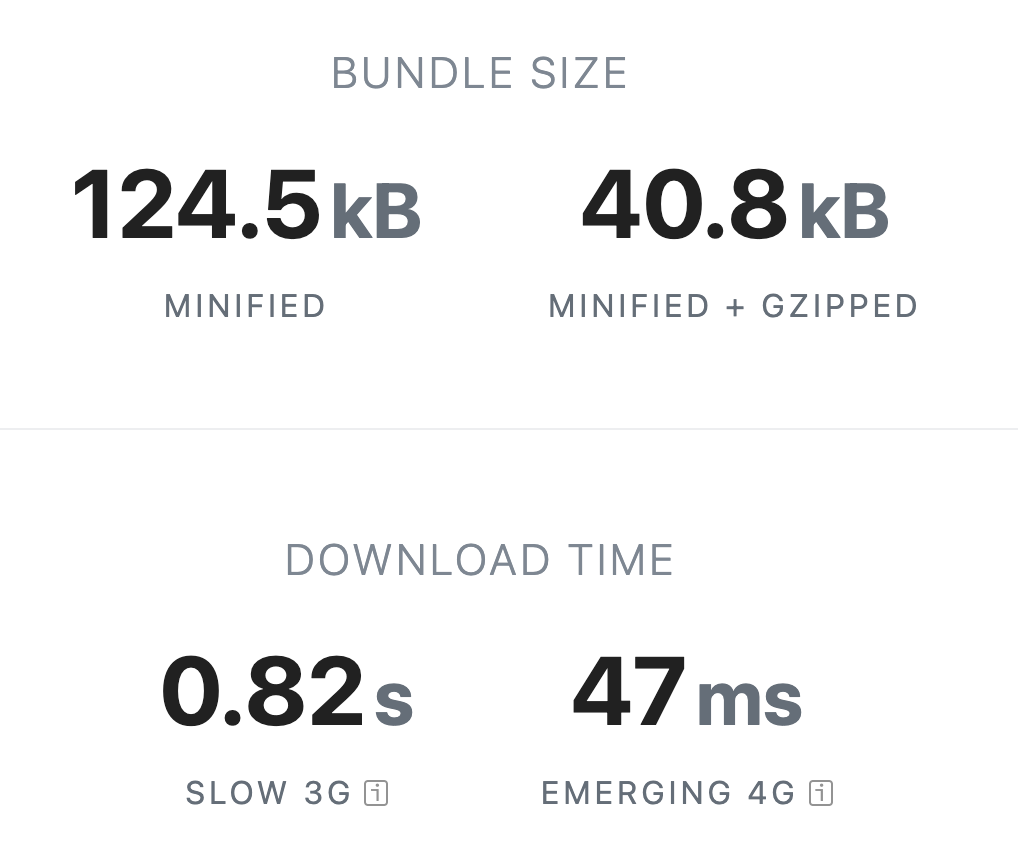 BUNDLE SIZE
124.5 kB 40.8 kB
MINIFIED MINIFIED + GZIPPED
DOWNLOAD TIME
0.82 s 47 ms
SLOW 3G EMERGING 4G